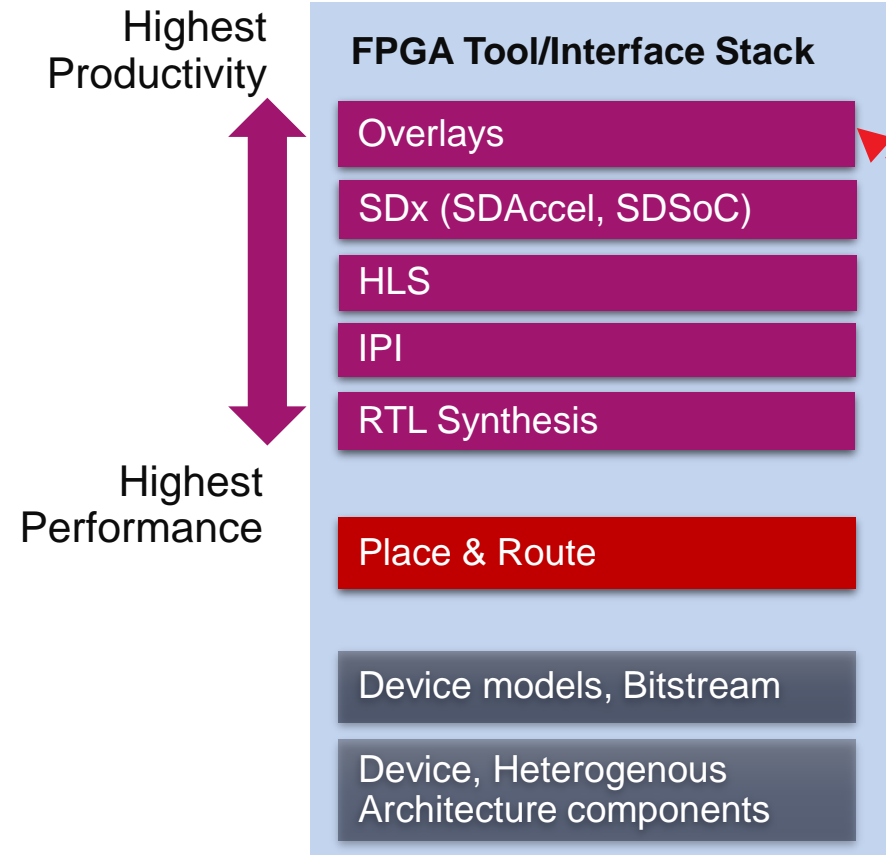 Highest
Productivity
FPGA Tool/Interface Stack
Overlays
SDx (SDAccel, SDSoC)
HLS
IPI
RTL Synthesis
Highest
Performance
Place & Route
Device models, Bitstream
Device, Heterogenous
Architecture components